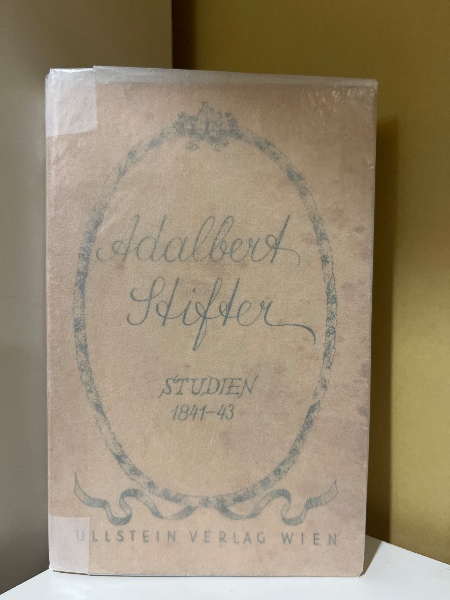 Adalbert
Stifter
STUDIEN
1841-43
ULLSTEIN VERLAG WIEN